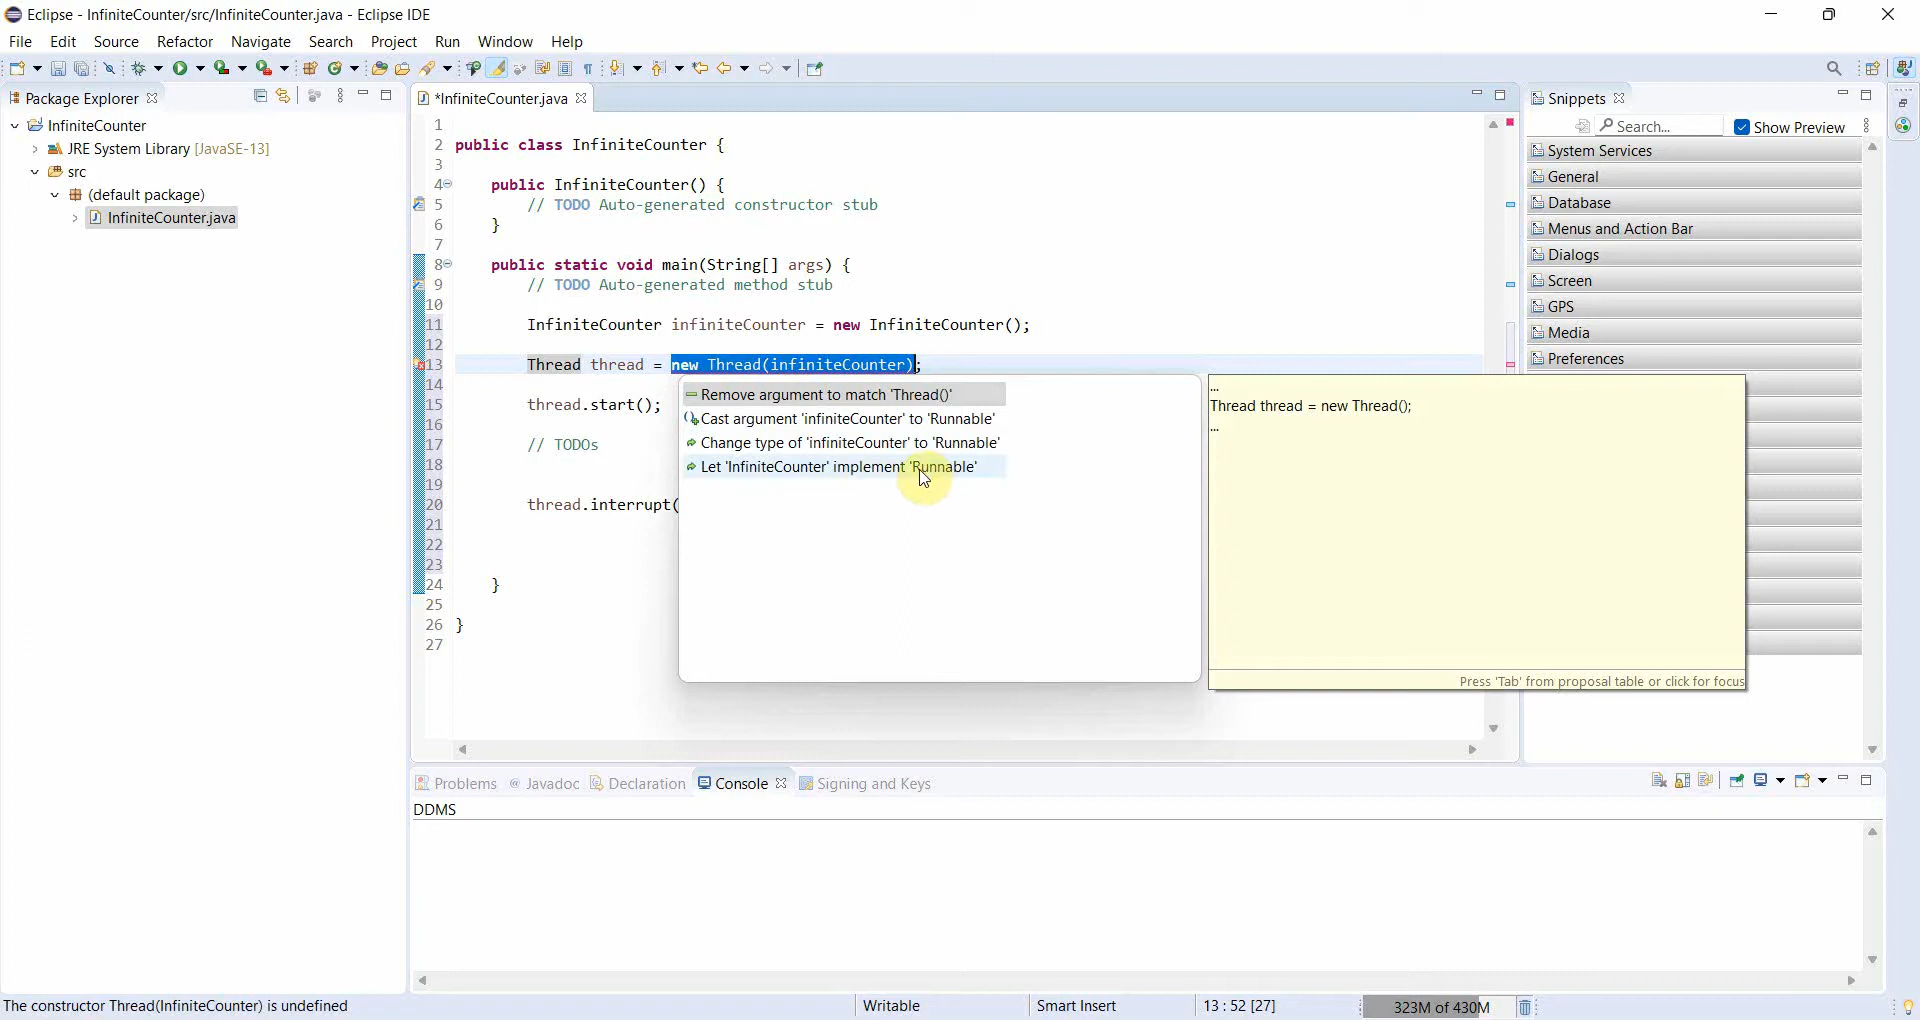 Eclipse - InfiniteCounter/src/InfiniteCounter.java - Eclipse IDE
File Edit Source Refactor Navigate Search Project Run Window Help
Package Explorer
InfiniteCounter
JRE System Library [JavaSE-13]
src
(default package)
InfiniteCounter.java
*InfiniteCounter.java
1
2 public class InfiniteCounter {
3
4 public InfiniteCounter() {
5 // TODO Auto-generated constructor stub
6 }
7
8 public static void main(String[] args) {
9 // TODO Auto-generated method stub
10
11 InfiniteCounter infiniteCounter = new InfiniteCounter();
12
13 Thread thread = new Thread(infiniteCounter);
14
15 thread.start();
16
17 // TODOs
18
19
20 thread.interrupt(
21
22
23
24 }
25
26 }
27
Remove argument to match 'Thread()'
Cast argument 'infiniteCounter' to 'Runnable'
Change type of 'infiniteCounter' to 'Runnable'
Let 'InfiniteCounter' implement 'Runnable'
...
Thread thread = new Thread();
...
Press 'Tab' from proposal table or click for focus
Snippets
Search...
Show Preview
System Services
General
Database
Menus and Action Bar
Dialogs
Screen
GPS
Media
Preferences
Problems @ Javadoc Declaration Console Signing and Keys
DDMS
The constructor Thread(InfiniteCounter) is undefined
Writable
Smart Insert
13 : 52 [27]
323M of 430M